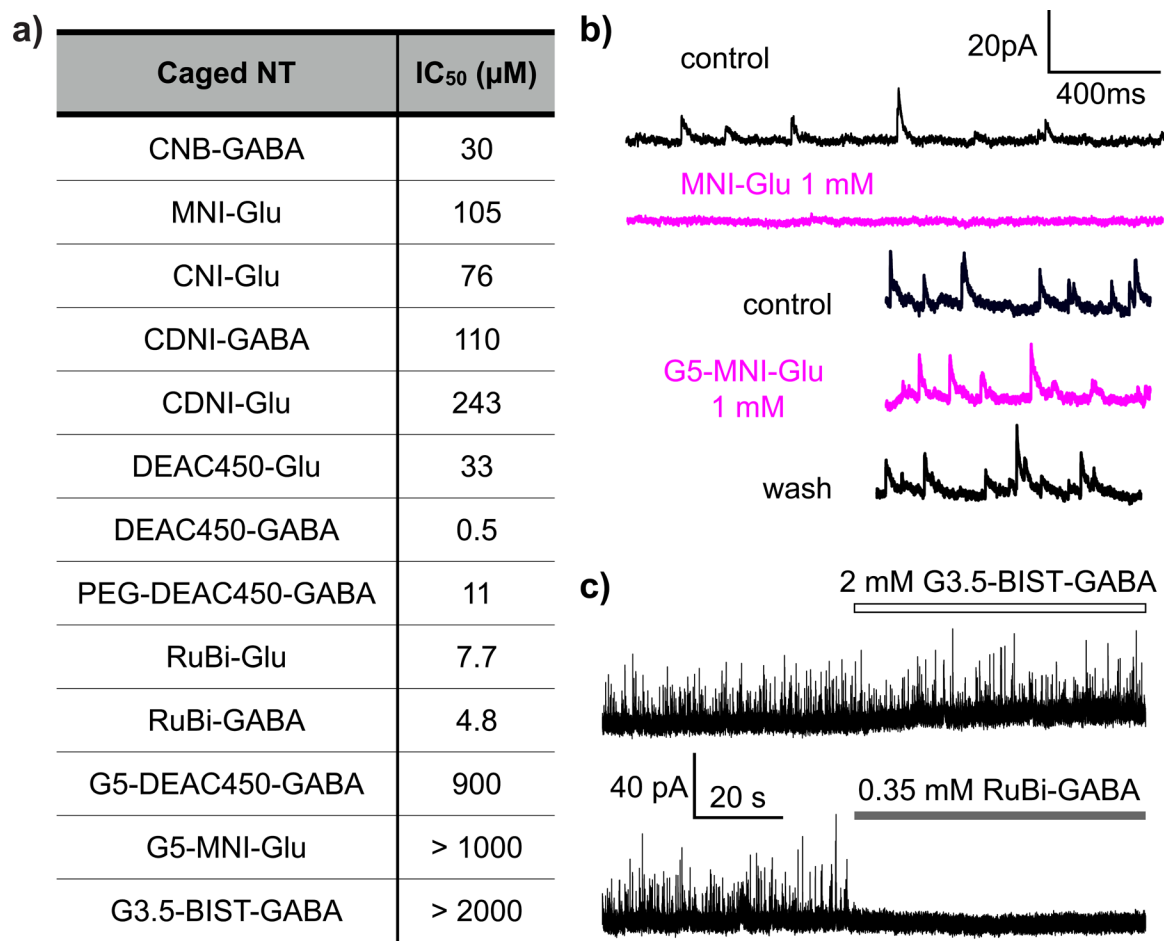 a)
Caged NT IC₅₀ (µM)
CNB-GABA 30
MNI-Glu 105
CNI-Glu 76
CDNI-GABA 110
CDNI-Glu 243
DEAC450-Glu 33
DEAC450-GABA 0.5
PEG-DEAC450-GABA 11
RuBi-Glu 7.7
RuBi-GABA 4.8
G5-DEAC450-GABA 900
G5-MNI-Glu > 1000
G3.5-BIST-GABA > 2000
b)
control
20pA
400ms
MNI-Glu 1 mM
control
G5-MNI-Glu
1 mM
wash
c)
2 mM G3.5-BIST-GABA
40 pA
20 s
0.35 mM RuBi-GABA